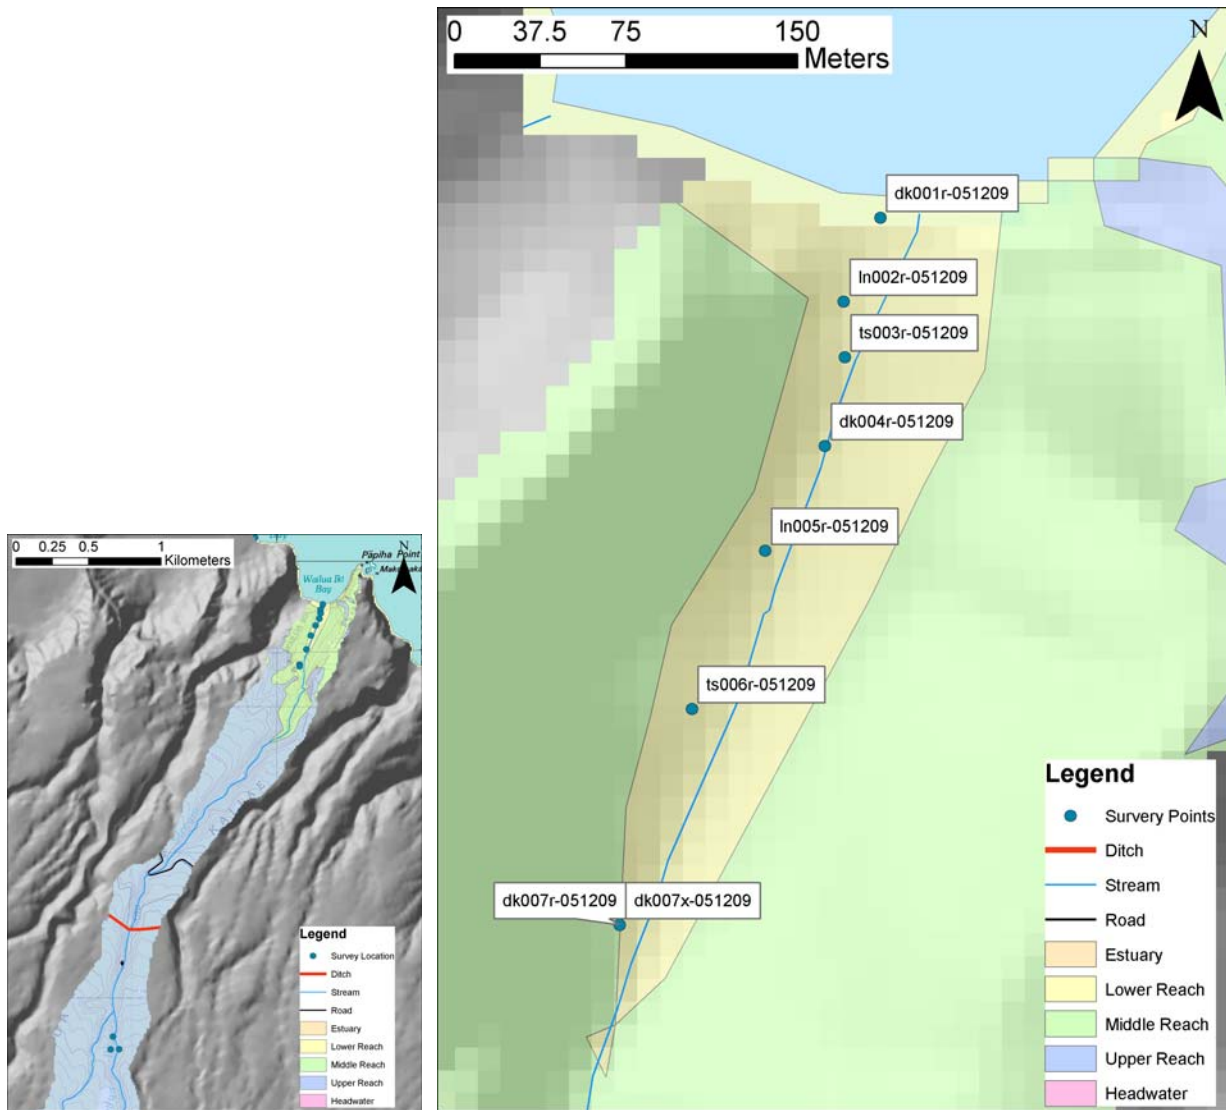 0 37.5 75 150
Meters
N
dk001r-051209
ln002r-051209
ts003r-051209
dk004r-051209
ln005r-051209
ts006r-051209
dk007r-051209 dk007x-051209
Legend
Survery Points
Ditch
Stream
Road
Estuary
Lower Reach
Middle Reach
Upper Reach
Headwater
0 0.25 0.5 1
Kilometers
N
Papiha Point
Wailua Iki
Bay
Legend
Survey Location
Ditch
Stream
Road
Estuary
Lower Reach
Middle Reach
Upper Reach
Headwater